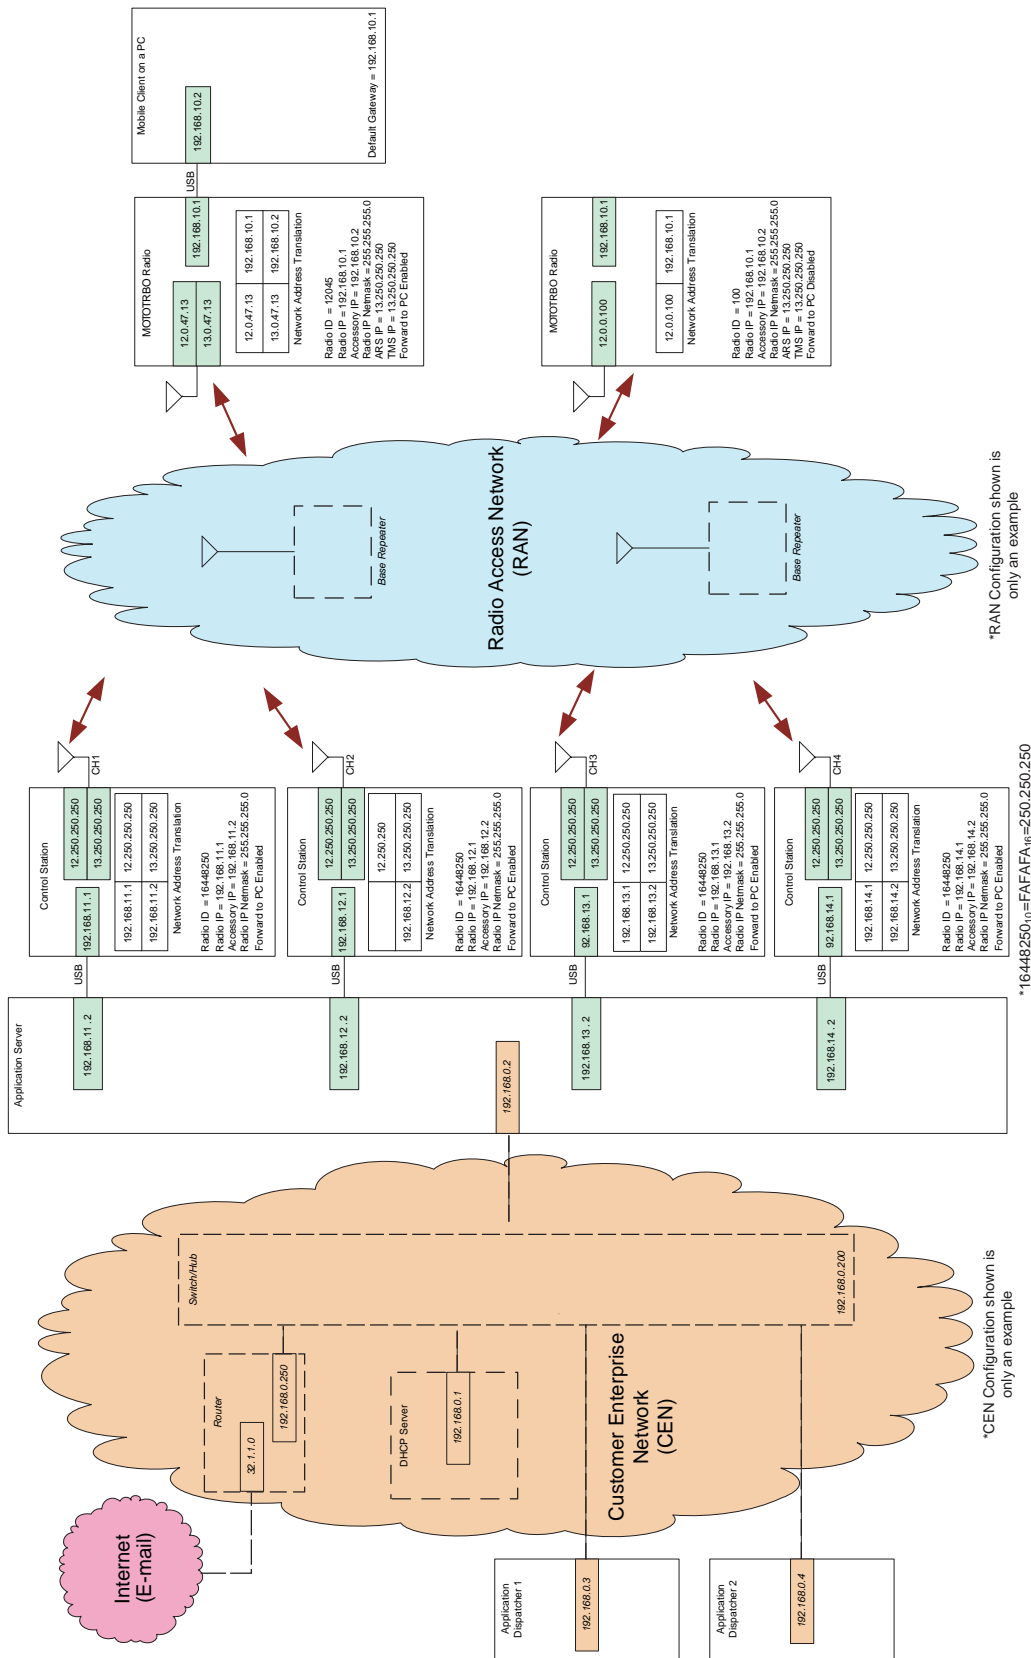 Internet
(E-mail)
Router
32.1.1.0
192.168.0.250
DHCP Server
192.168.0.1
Switch/Hub
192.168.0.200
Customer Enterprise
Network
(CEN)
Application
Dispatcher 1
192.168.0.3
Application
Dispatcher 2
192.168.0.4
*CEN Configuration shown is
only an example
Application Server
192.168.11 .2
192.168.12 .2
192.168.0.2
192.168.13 .2
192.168.14 .2
USB
Control Station
192.168.11.1
12.250.250.250
13.250.250.250
192.168.11.1 12.250.250.250
192.168.11.2 13.250.250.250
Network Address Translation
Radio ID = 16448250
Radio IP = 192.168.11.1
Accessory IP = 192.168.11.2
Radio IP Netmask = 255.255.255.0
Forward to PC Enabled
CH1
USB
Control Station
192.168.12.1
12.250.250.250
13.250.250.250
12.250.250.250
192.168.12.2 13.250.250.250
Network Address Translation
Radio ID = 16448250
Radio IP = 192.168.12.1
Accessory IP = 192.168.12.2
Radio IP Netmask = 255.255.255.0
Forward to PC Enabled
CH2
USB
Control Station
92.168.13.1
12.250.250.250
13.250.250.250
192.168.13.1 12.250.250.250
192.168.13.2 13.250.250.250
Network Address Translation
Radio ID = 16448250
Radio IP = 192.168.13.1
Accessory IP = 192.168.13.2
Radio IP Netmask = 255.255.255.0
Forward to PC Enabled
CH3
USB
Control Station
92.168.14.1
12.250.250.250
13.250.250.250
192.168.14.1 12.250.250.250
192.168.14.2 13.250.250.250
Network Address Translation
Radio ID = 16448250
Radio IP = 192.168.14.1
Accessory IP = 192.168.14.2
Radio IP Netmask = 255.255.255.0
Forward to PC Enabled
CH4
*16448250₁₀=FAFAFA₁₆=250.250.250
Base Repeater
Radio Access Network
(RAN)
Base Repeater
*RAN Configuration shown is
only an example
MOTOTRBO Radio
12.0.47.13
13.0.47.13
192.168.10.1
12.0.47.13 192.168.10.1
13.0.47.13 192.168.10.2
Network Address Translation
Radio ID = 12045
Radio IP = 192.168.10.1
Accessory IP = 192.168.10.2
Radio IP Netmask = 255.255.255.0
ARS IP = 13.250.250.250
TMS IP = 13.250.250.250
Forward to PC Enabled
USB
Mobile Client on a PC
192.168.10.2
Default Gateway = 192.168.10.1
MOTOTRBO Radio
12.0.0.100
192.168.10.1
12.0.0.100 192.168.10.1
Network Address Translation
Radio ID = 100
Radio IP = 192.168.10.1
Accessory IP = 192.168.10.2
Radio IP Netmask = 255.255.255.0
ARS IP = 13.250.250.250
TMS IP = 13.250.250.250
Forward to PC Disabled